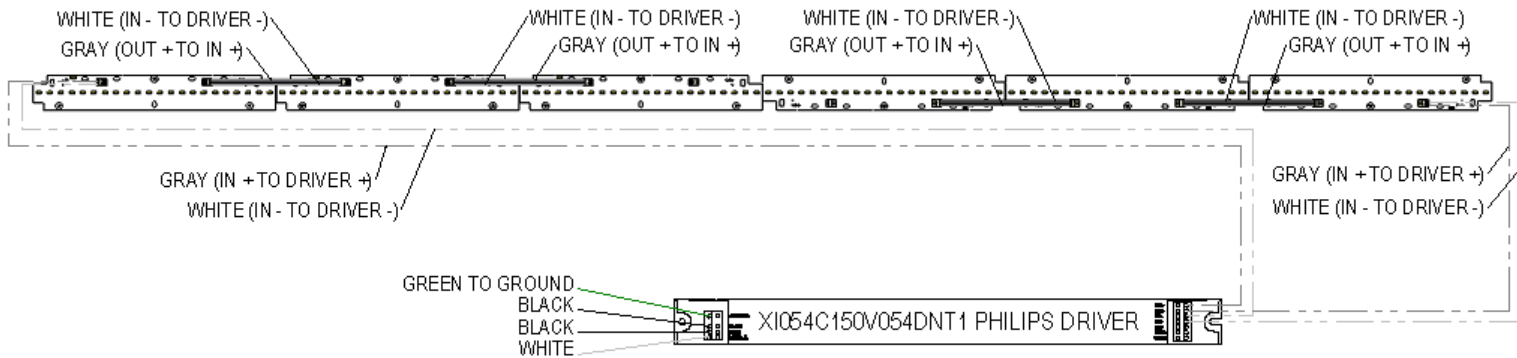 WHITE (IN - TO DRIVER -)
GRAY (OUT + TO IN +)
WHITE (IN - TO DRIVER -)
GRAY (OUT + TO IN +)
WHITE (IN - TO DRIVER -)
GRAY (OUT + TO IN +)
WHITE (IN - TO DRIVER -)
GRAY (OUT + TO IN +)
GRAY (IN + TO DRIVER +)
WHITE (IN - TO DRIVER -)
GRAY (IN + TO DRIVER +)
WHITE (IN - TO DRIVER -)
GREEN TO GROUND
BLACK
BLACK
WHITE
XI054C150V054DNT1 PHILIPS DRIVER